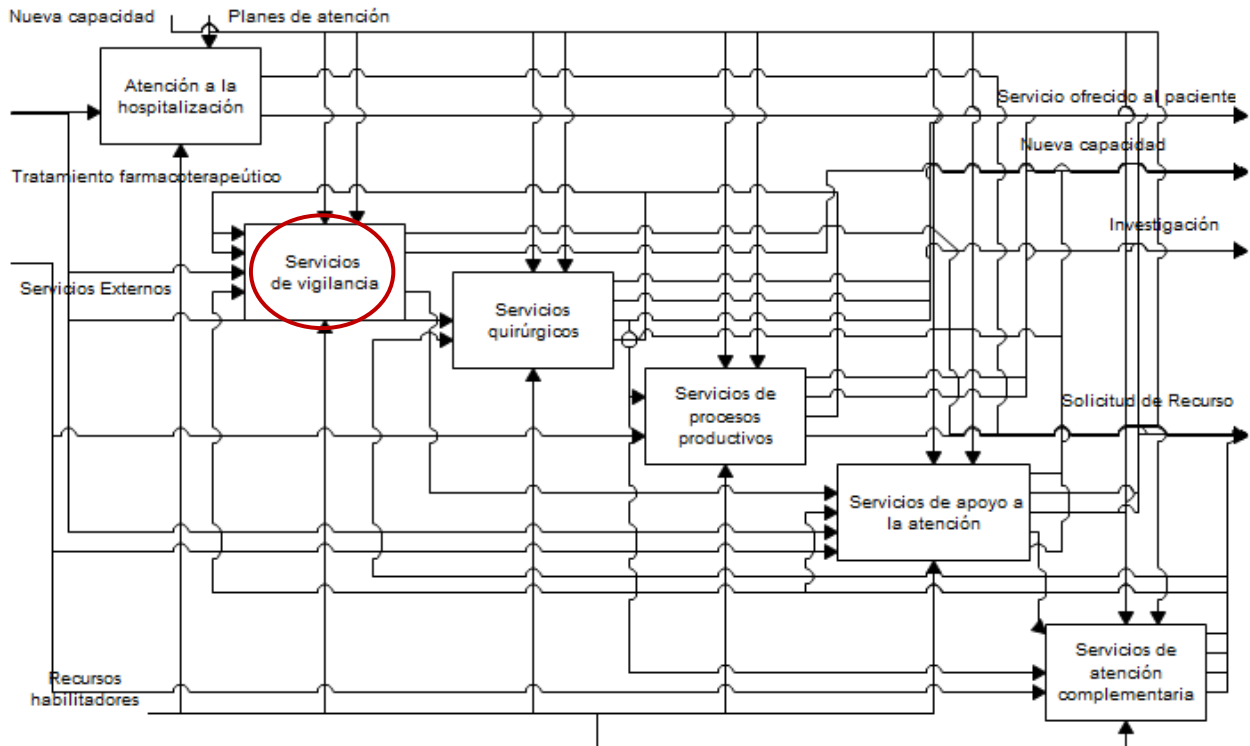 Nueva capacidad
Planes de atención
Atención a la
hospitalización
Servicio ofrecido al paciente
Nueva capacidad
Tratamiento farmacoterapeútico
Investigación
Servicios
de vigilancia
Servicios Externos
Servicios
quirúrgicos
Servicios de
procesos
productivos
Solicitud de Recurso
Servicios de apoyo a
la atención
Servicios de
atención
complementaria
Recursos
habilitadores